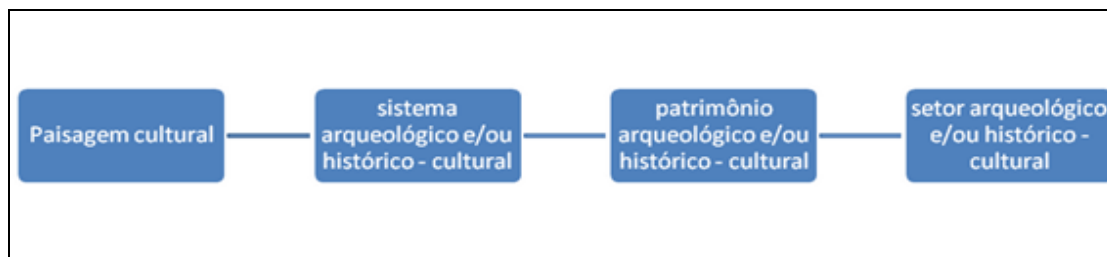 Paisagem cultural
sistema
arqueológico e/ou
histórico - cultural
patrimônio
arqueológico e/ou
histórico - cultural
setor arqueológico
e/ou histórico -
cultural